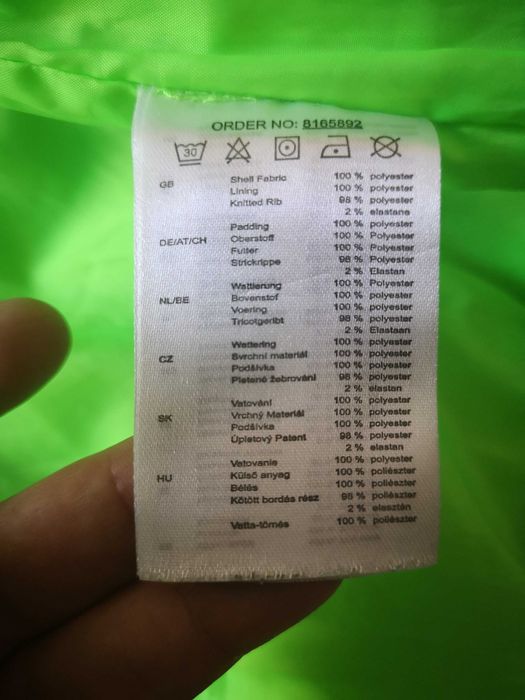 ORDER NO: 8165892
30
GB Shell Fabric 100 % polyester
Lining 100 % polyester
Knitted Rib 98 % polyester
2 % elastane
Padding 100 % polyester
DE/AT/CH Oberstoff 100 % Polyester
Futter 100 % Polyester
Strickrippe 98 % Polyester
2 % Elastan
Wattierung 100 % Polyester
NL/BE Bovenstof 100 % polyester
Voering 100 % polyester
Tricotgeribt 98 % polyester
2 % Elastaan
Wattering 100 % polyester
CZ Svrchní materiál 100 % polyester
Podšívka 100 % polyester
Pletené žebrování 98 % polyester
2 % elastan
Vatování 100 % polyester
SK Vrchný Materiál 100 % polyester
Podšívka 100 % polyester
Úpletový Patent 98 % polyester
2 % elastan
Vatovanie 100 % polyester
HU Külső anyag 100 % poliészter
Bélés 100 % poliészter
Kötött bordás rész 98 % poliészter
2 % elasztán
Vatta-tömés 100 % poliészter